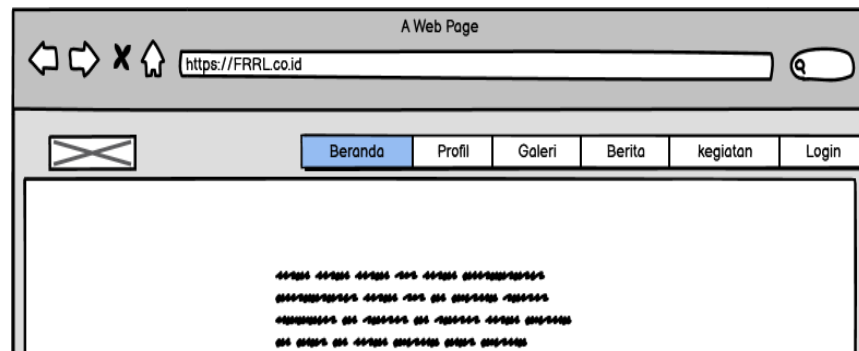 A Web Page
https://FRRL.co.id
Beranda Profil Galeri Berita kegiatan Login